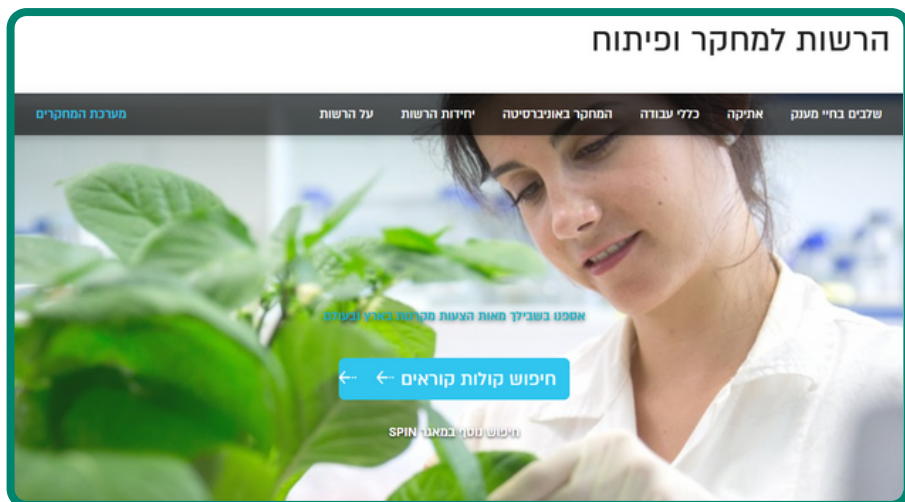 הרשות למחקר ופיתוח
שלבים בחיי מענק אתיקה כללי עבודה המחקר באוניברסיטה יחידות הרשות על הרשות מערכת המחקרים
אספנו בשבילך מאות הצעות מקרנות בארץ ובעולם
חיפוש קולות קוראים
חיפוש נוסף במאגר SPIN